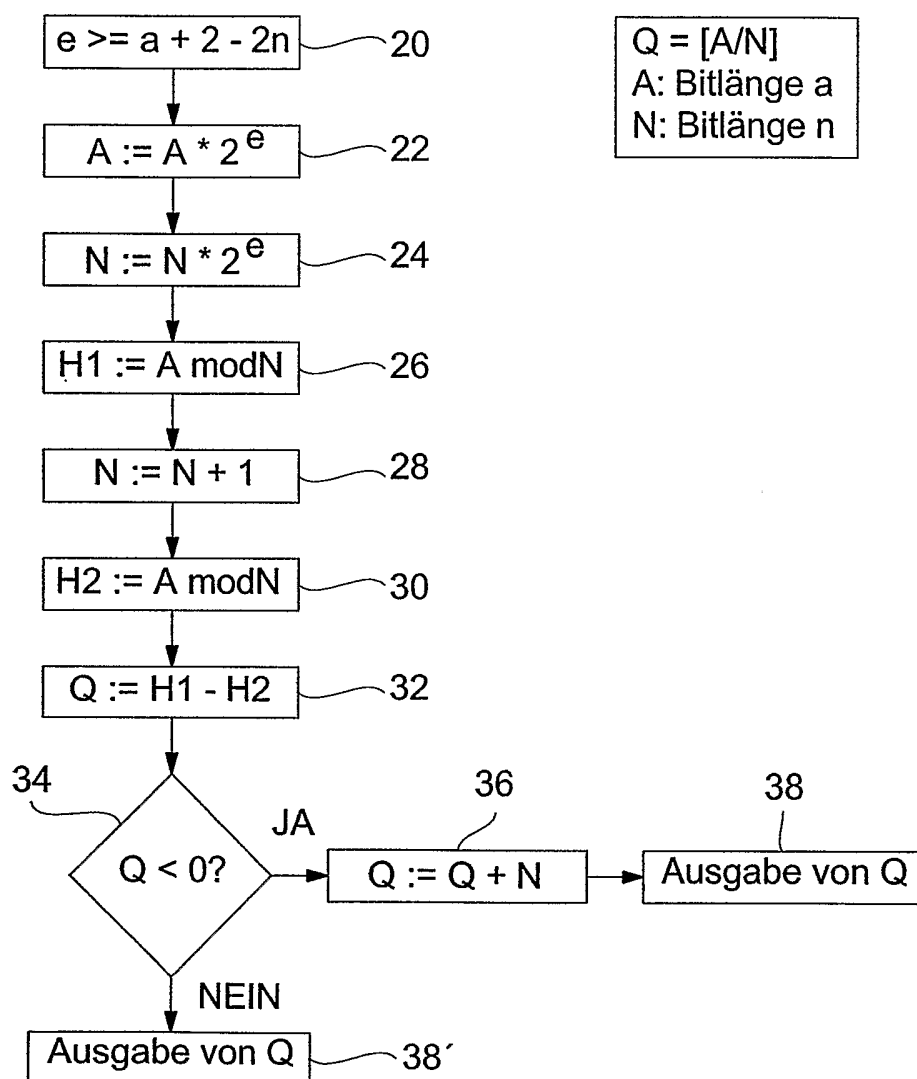 e >= a + 2 - 2n
20
Q = [A/N]
A: Bitlänge a
N: Bitlänge n
A := A * 2^e
22
N := N * 2^e
24
H1 := A modN
26
N := N + 1
28
H2 := A modN
30
Q := H1 - H2
32
34
Q < 0?
JA
36
Q := Q + N
38
Ausgabe von Q
NEIN
Ausgabe von Q
38´